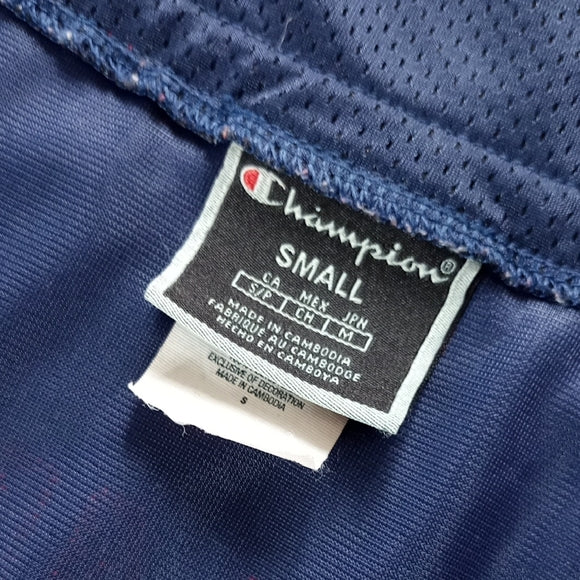 Champion®
SMALL
CA MEX JPN
S/P CH M
MADE IN CAMBODIA
FABRIQUÉ AU CAMBODGE
HECHO EN CAMBOYA
EXCLUSIVE OF DECORATION
MADE IN CAMBODIA
S